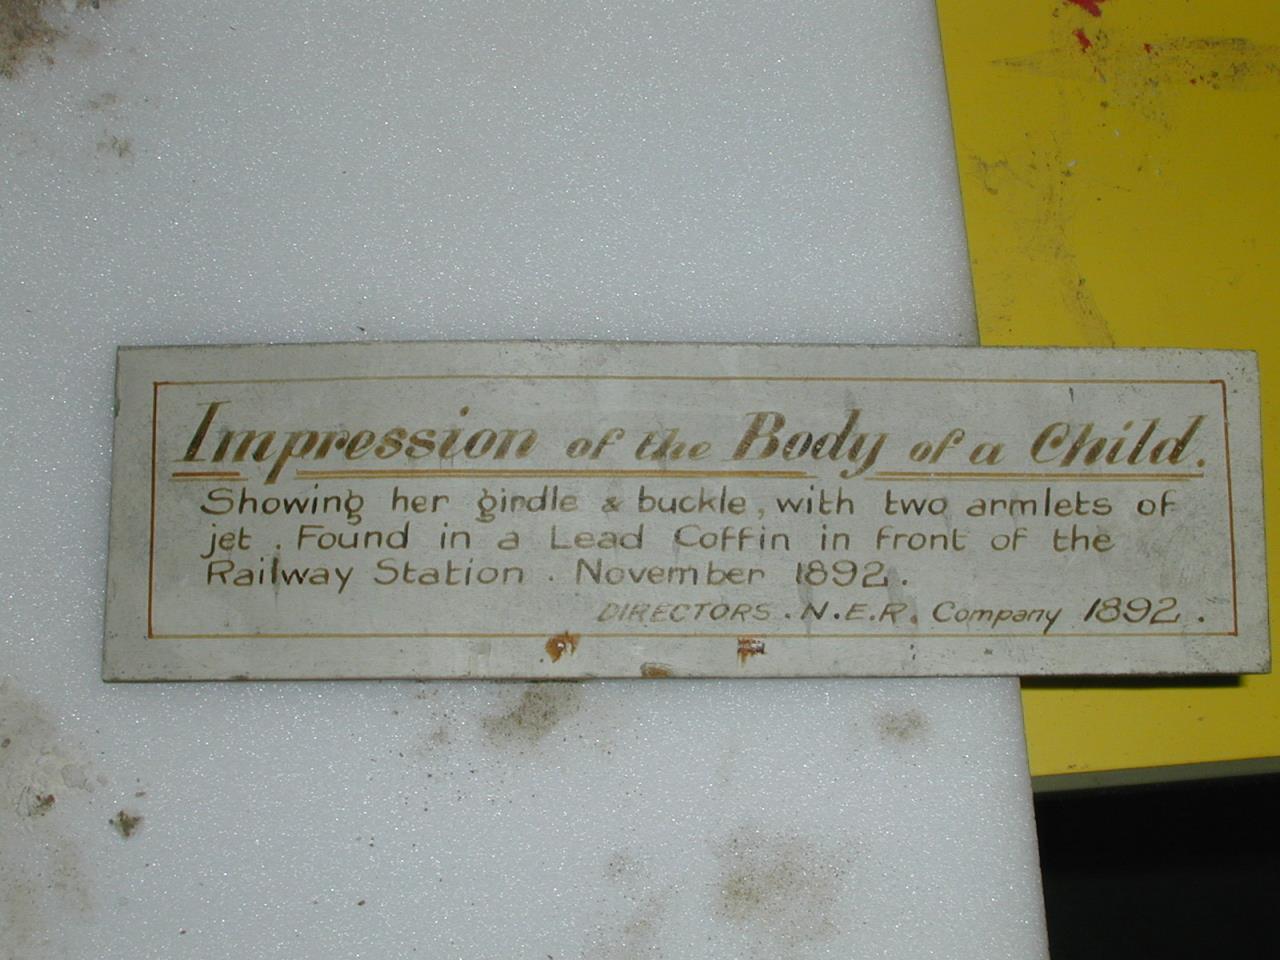 Impression of the Body of a Child.
Showing her girdle & buckle, with two armlets of
jet. Found in a Lead Coffin in front of the
Railway Station. November 1892.
DIRECTORS. N.E.R. Company 1892.